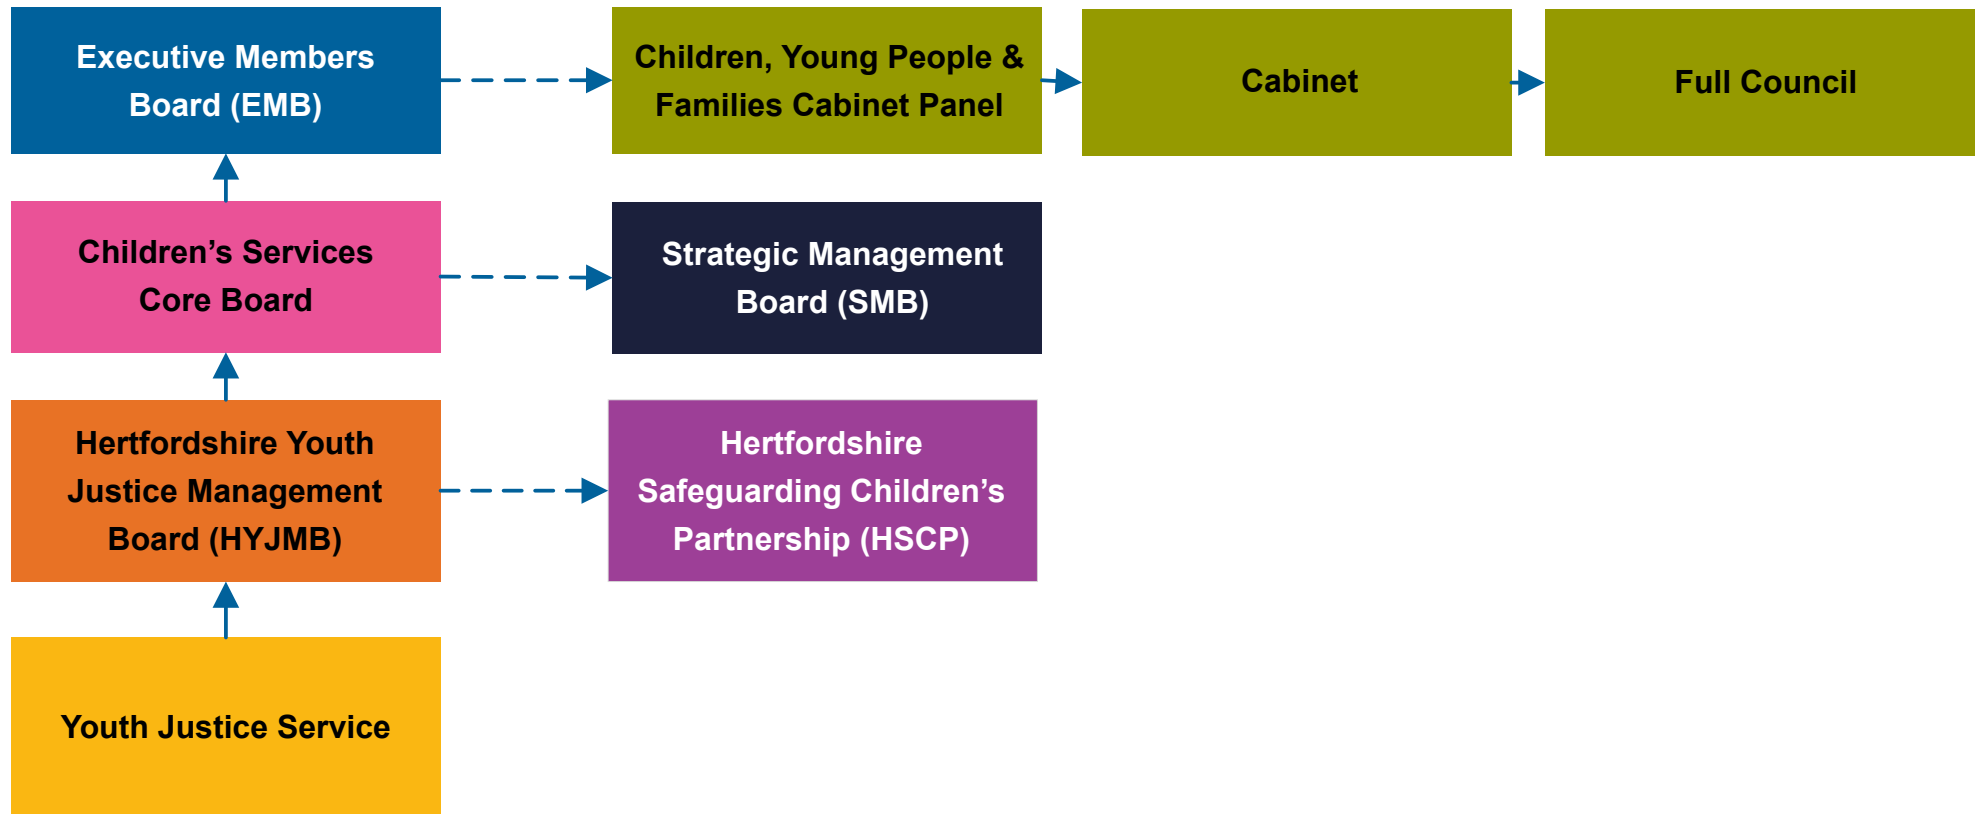 Executive Members
Board (EMB)
Children, Young People &
Families Cabinet Panel
Cabinet
Full Council
Children’s Services
Core Board
Strategic Management
Board (SMB)
Hertfordshire Youth
Justice Management
Board (HYJMB)
Hertfordshire
Safeguarding Children’s
Partnership (HSCP)
Youth Justice Service